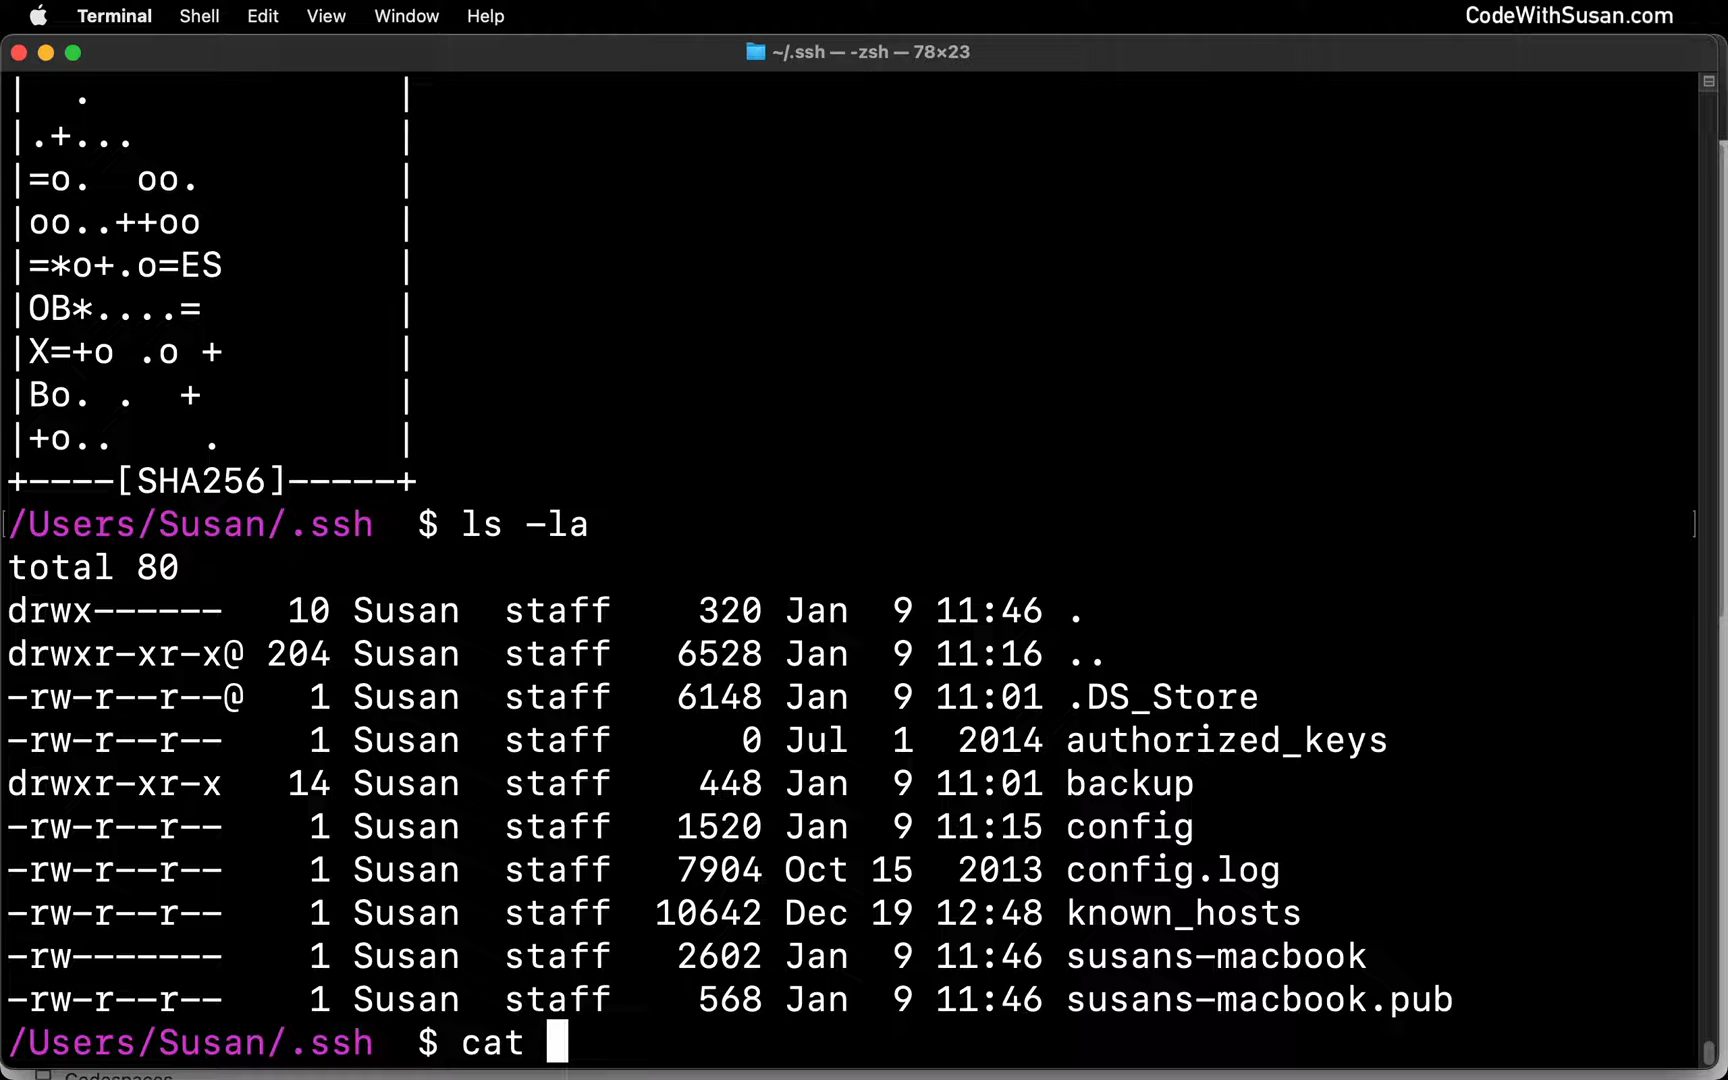 Terminal Shell Edit View Window Help CodeWithSusan.com
~/.ssh — -zsh — 78×23
|  .              |
|.+...            |
|=o.  oo.         |
|oo..++oo         |
|=*o+.o=ES        |
|OB*....=         |
|X=+o .o +        |
|Bo. .  +         |
|+o..    .        |
+----[SHA256]-----+
/Users/Susan/.ssh  $ ls -la
total 80
drwx------   10 Susan  staff    320 Jan  9 11:46 .
drwxr-xr-x@ 204 Susan  staff   6528 Jan  9 11:16 ..
-rw-r--r--@   1 Susan  staff   6148 Jan  9 11:01 .DS_Store
-rw-r--r--    1 Susan  staff      0 Jul  1  2014 authorized_keys
drwxr-xr-x   14 Susan  staff    448 Jan  9 11:01 backup
-rw-r--r--    1 Susan  staff   1520 Jan  9 11:15 config
-rw-r--r--    1 Susan  staff   7904 Oct 15  2013 config.log
-rw-r--r--    1 Susan  staff  10642 Dec 19 12:48 known_hosts
-rw-------    1 Susan  staff   2602 Jan  9 11:46 susans-macbook
-rw-r--r--    1 Susan  staff    568 Jan  9 11:46 susans-macbook.pub
/Users/Susan/.ssh  $ cat